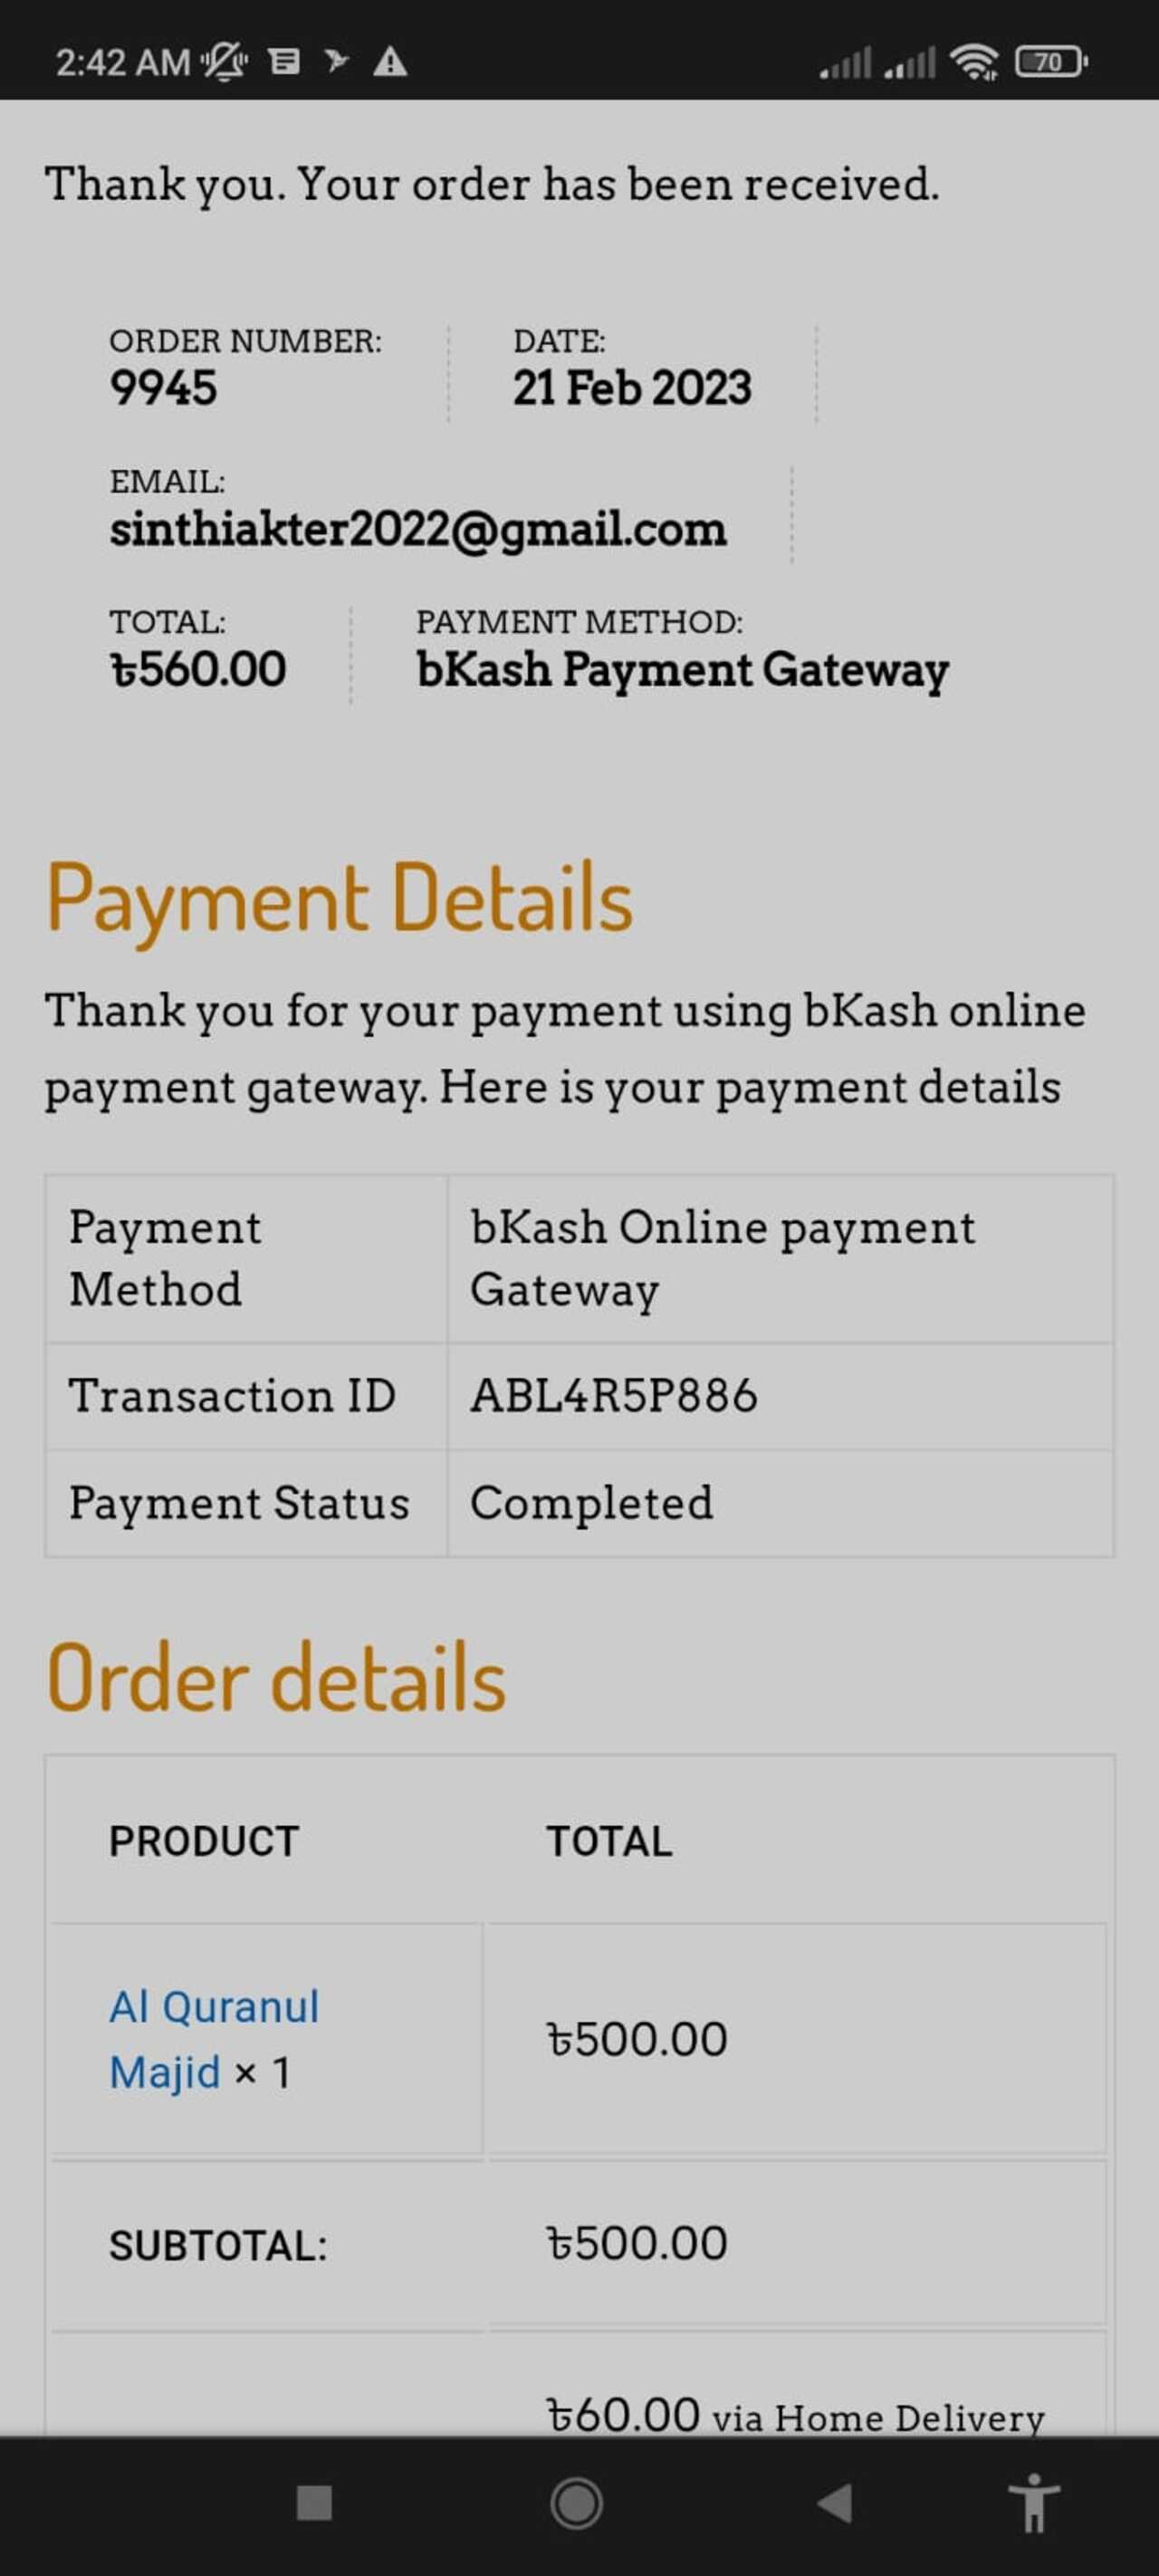 2:42 AM
70
Thank you. Your order has been received.
ORDER NUMBER:
9945
DATE:
21 Feb 2023
EMAIL:
sinthiakter2022@gmail.com
TOTAL:
৳560.00
PAYMENT METHOD:
bKash Payment Gateway
Payment Details
Thank you for your payment using bKash online
payment gateway. Here is your payment details
Payment
Method
bKash Online payment
Gateway
Transaction ID
ABL4R5P886
Payment Status
Completed
Order details
PRODUCT
TOTAL
Al Quranul
Majid × 1
৳500.00
SUBTOTAL:
৳500.00
৳60.00 via Home Delivery